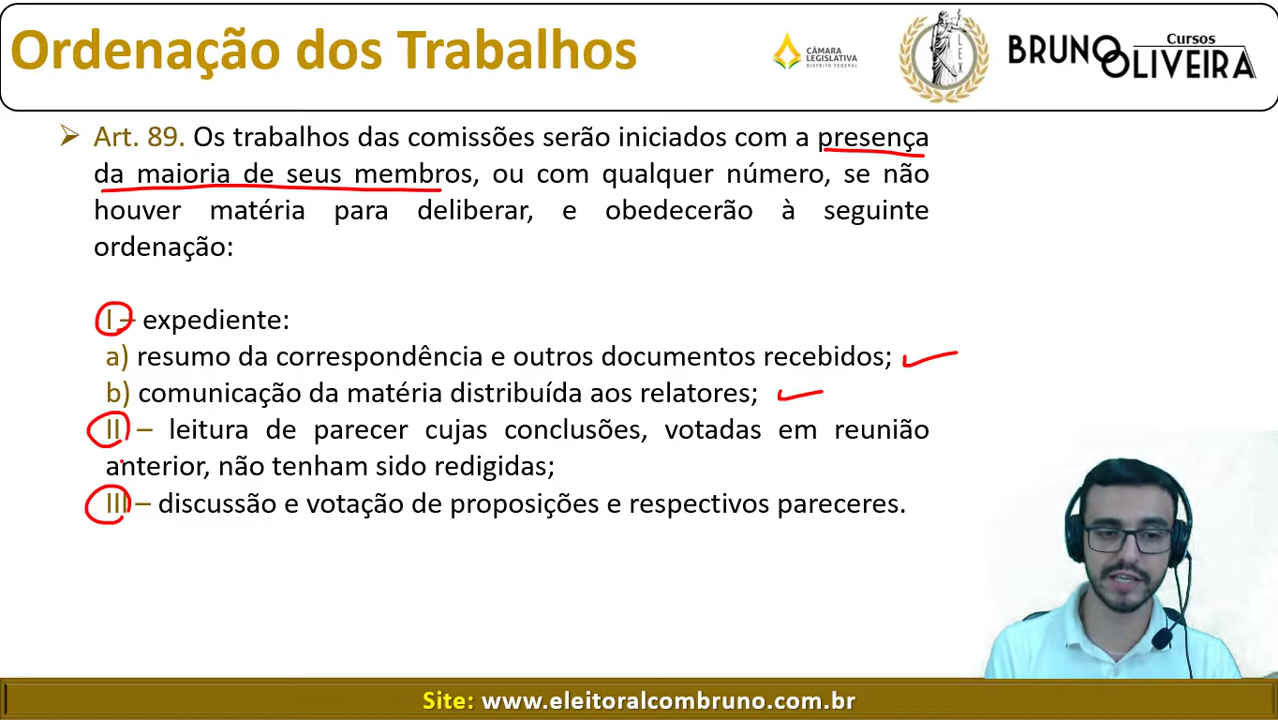 Ordenação dos Trabalhos
CÂMARA
LEGISLATIVA
DISTRITO FEDERAL
LEX
Cursos
BRUNO
OLIVEIRA
Art. 89. Os trabalhos das comissões serão iniciados com a presença
da maioria de seus membros, ou com qualquer número, se não
houver matéria para deliberar, e obedecerão à seguinte
ordenação:
I – expediente:
a) resumo da correspondência e outros documentos recebidos;
b) comunicação da matéria distribuída aos relatores;
II – leitura de parecer cujas conclusões, votadas em reunião
anterior, não tenham sido redigidas;
III – discussão e votação de proposições e respectivos pareceres.
Site: www.eleitoralcombruno.com.br